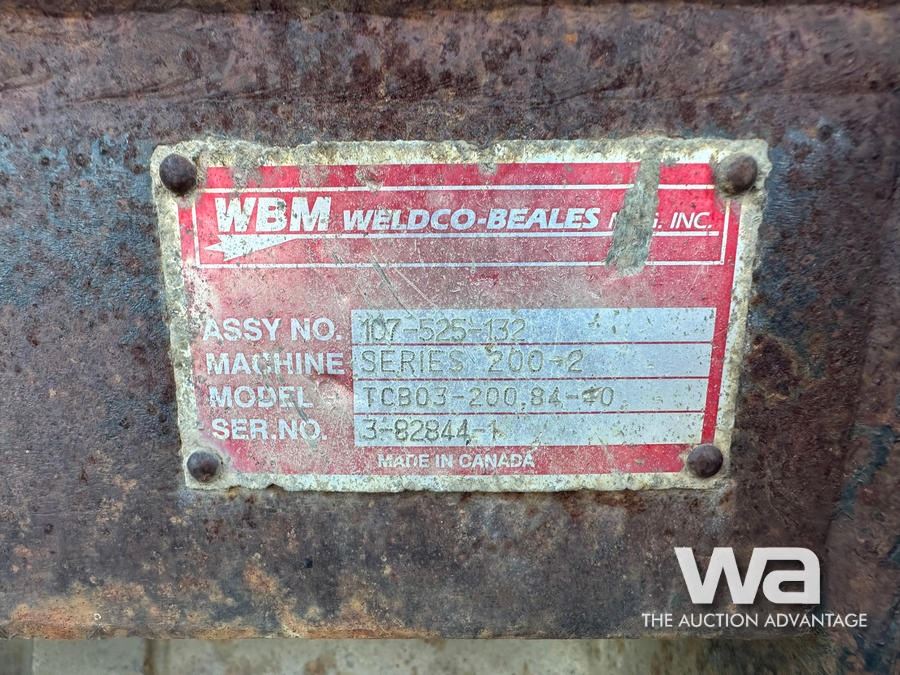 WBM WELDCO-BEALES MFG. INC.
ASSY NO. 107-525-132
MACHINE SERIES 200-2
MODEL TCB03-200,84-40
SER.NO. 3-82844-1
MADE IN CANADA
wa
THE AUCTION ADVANTAGE